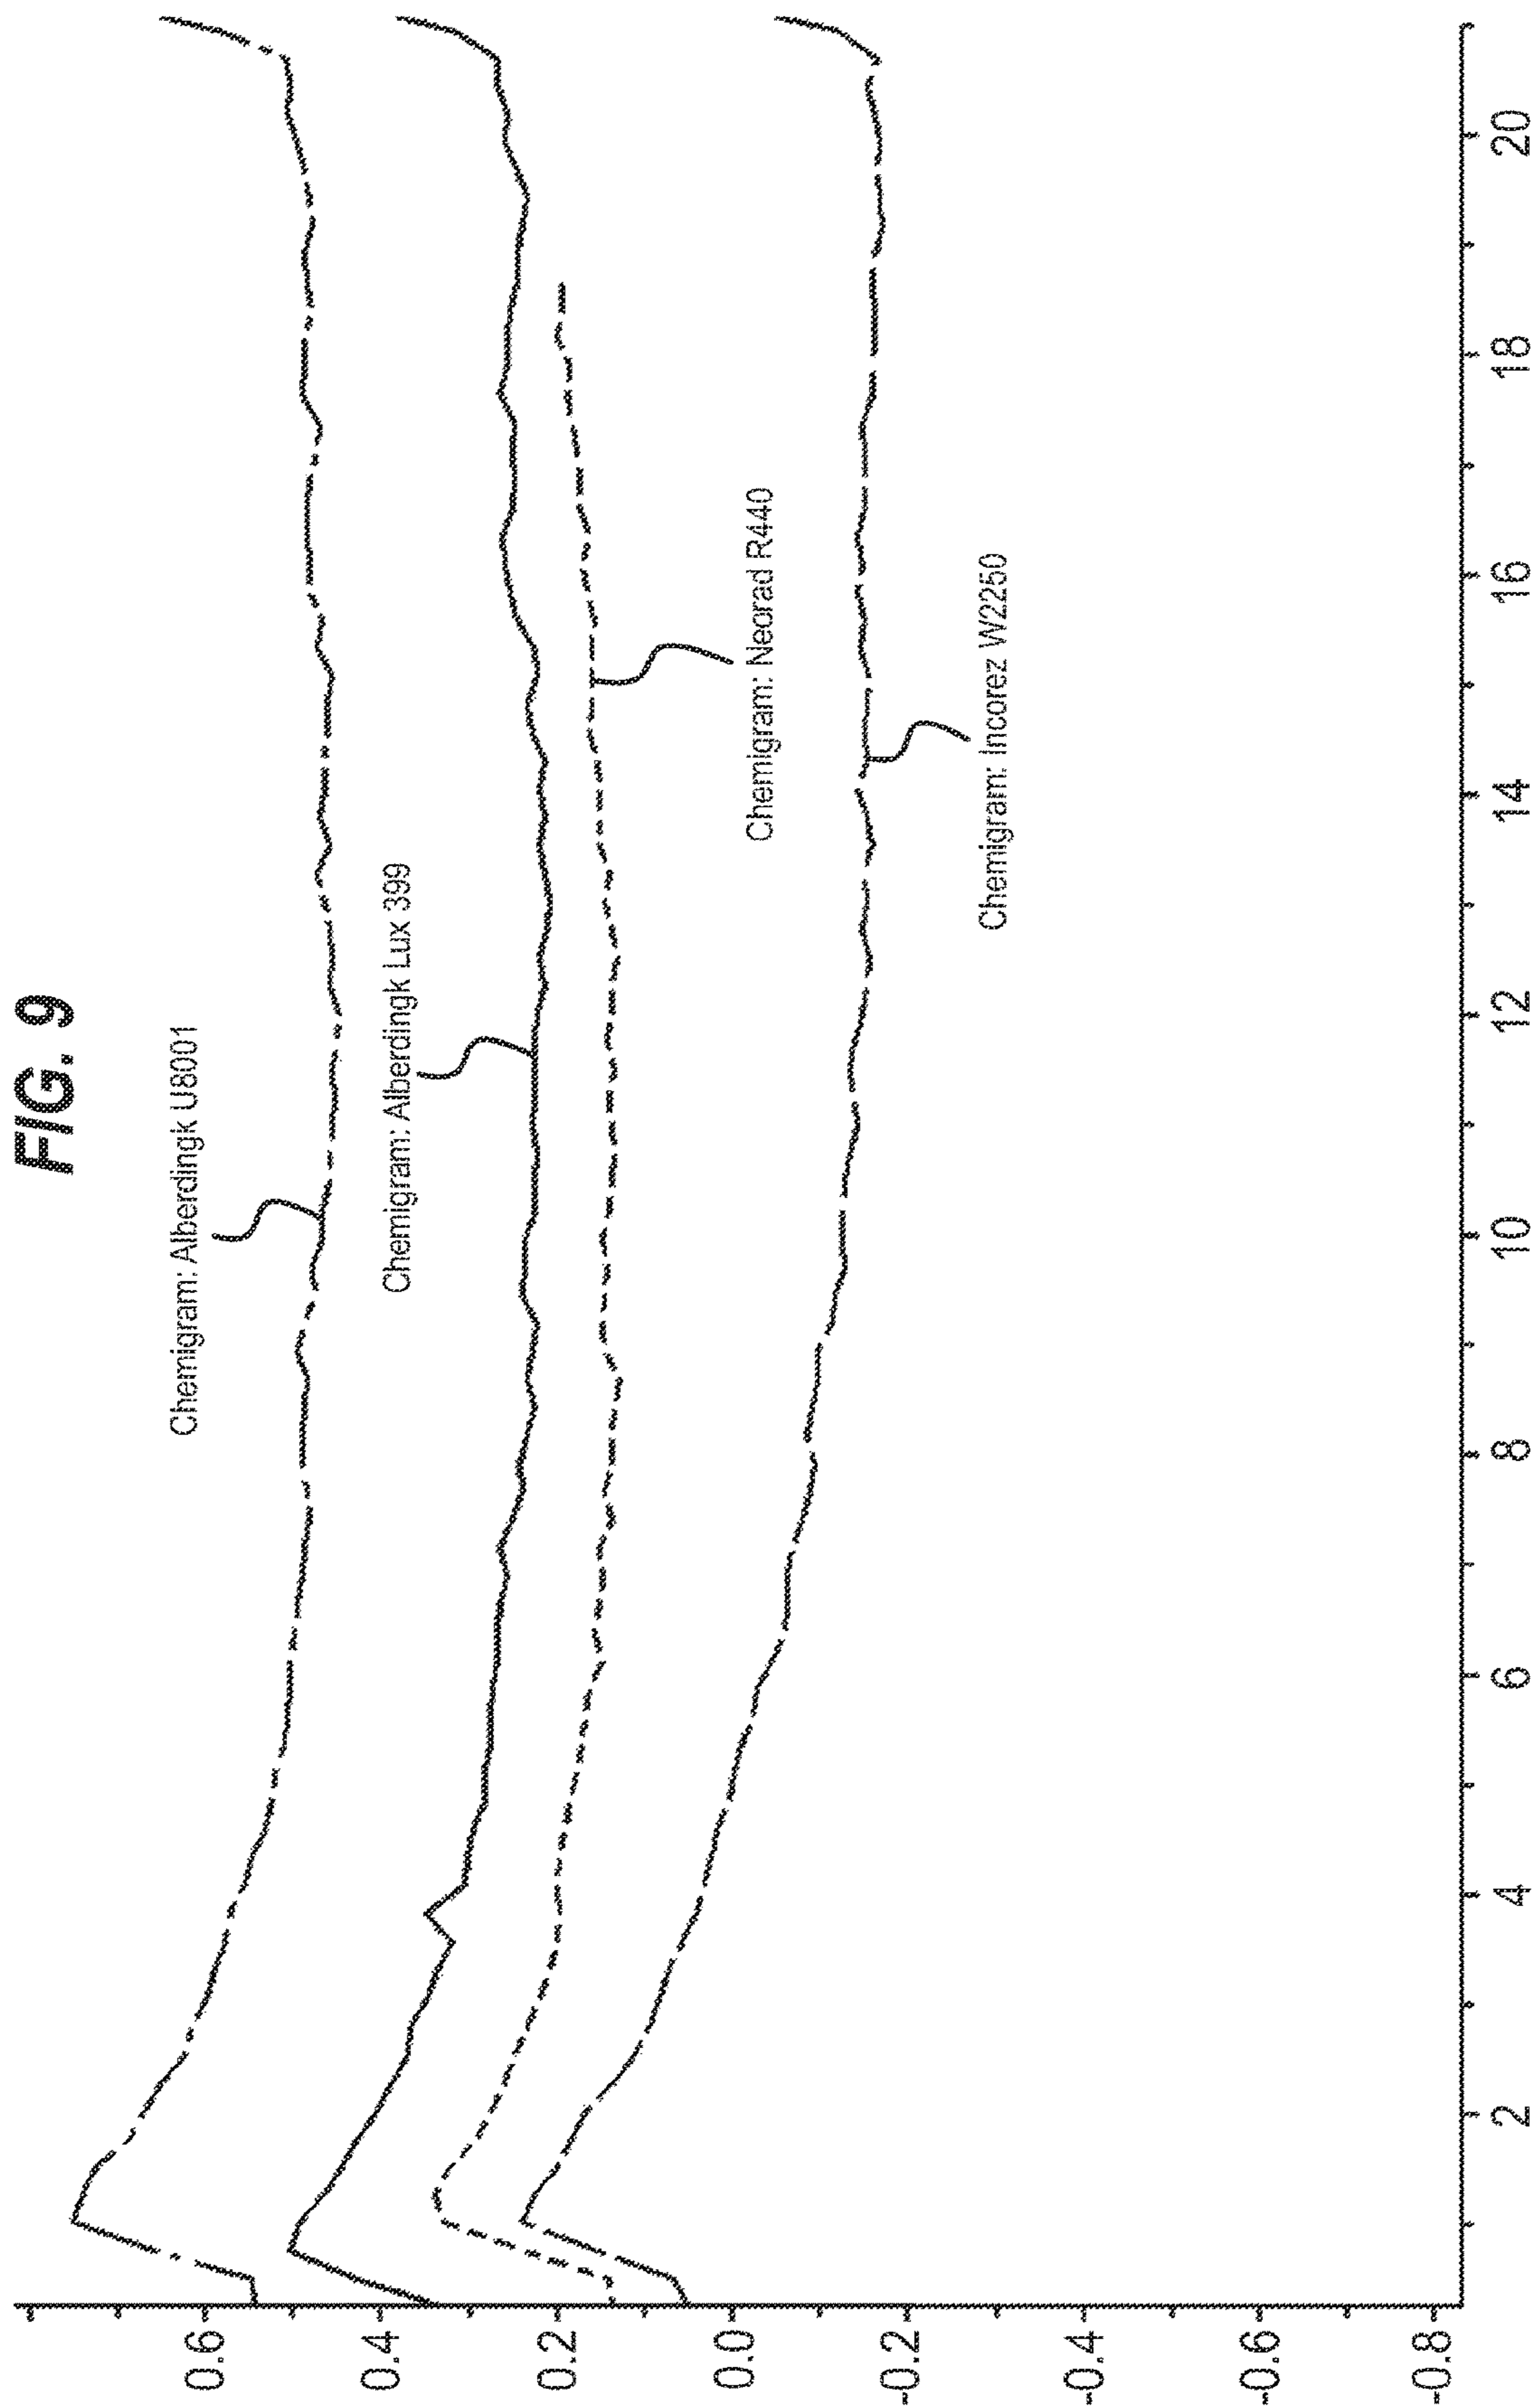 FIG. 9
Chemigram: Alberdingk U8001
Chemigram: Alberdingk Lux 399
Chemigram: Neorad R440
Chemigram: Incorez W2250
0.6
0.4
0.2
0.0
-0.2
-0.4
-0.6
-0.8
2 4 6 8 10 12 14 16 18 20